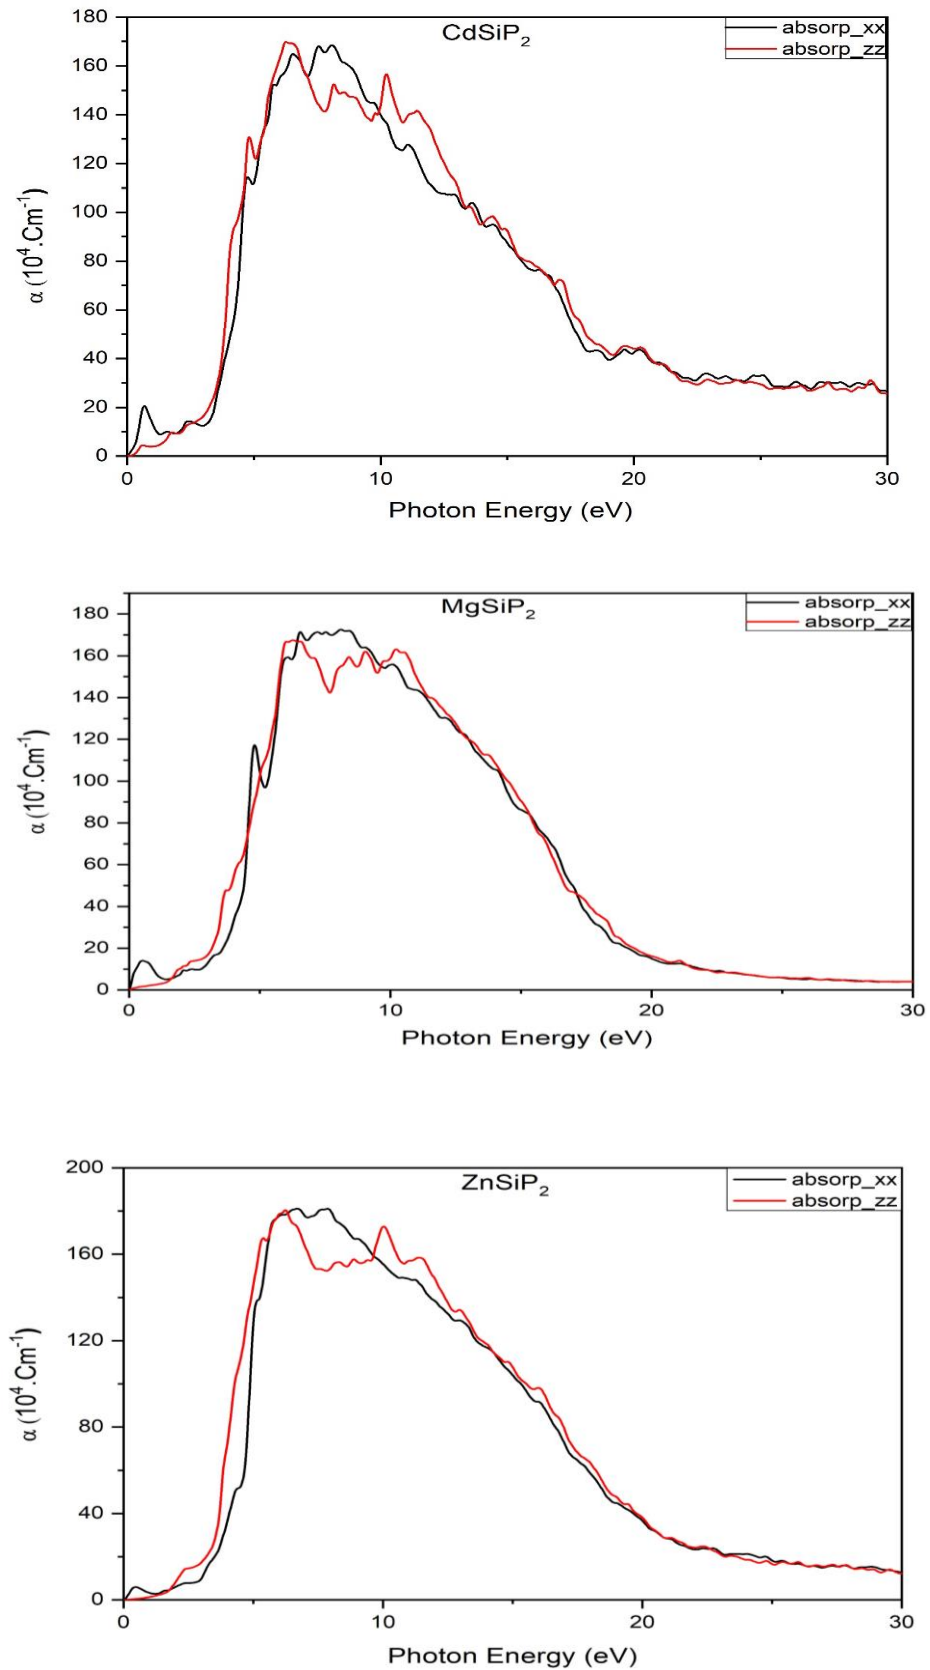 CdSiP₂
absorp_xx
absorp_zz
180
160
140
120
100
80
60
40
20
0
α (10⁴.Cm⁻¹)
0 10 20 30
Photon Energy (eV)
MgSiP₂
absorp_xx
absorp_zz
180
160
140
120
100
80
60
40
20
0
α (10⁴.Cm⁻¹)
0 10 20 30
Photon Energy (eV)
ZnSiP₂
absorp_xx
absorp_zz
200
160
120
80
40
0
α (10⁴.Cm⁻¹)
0 10 20 30
Photon Energy (eV)